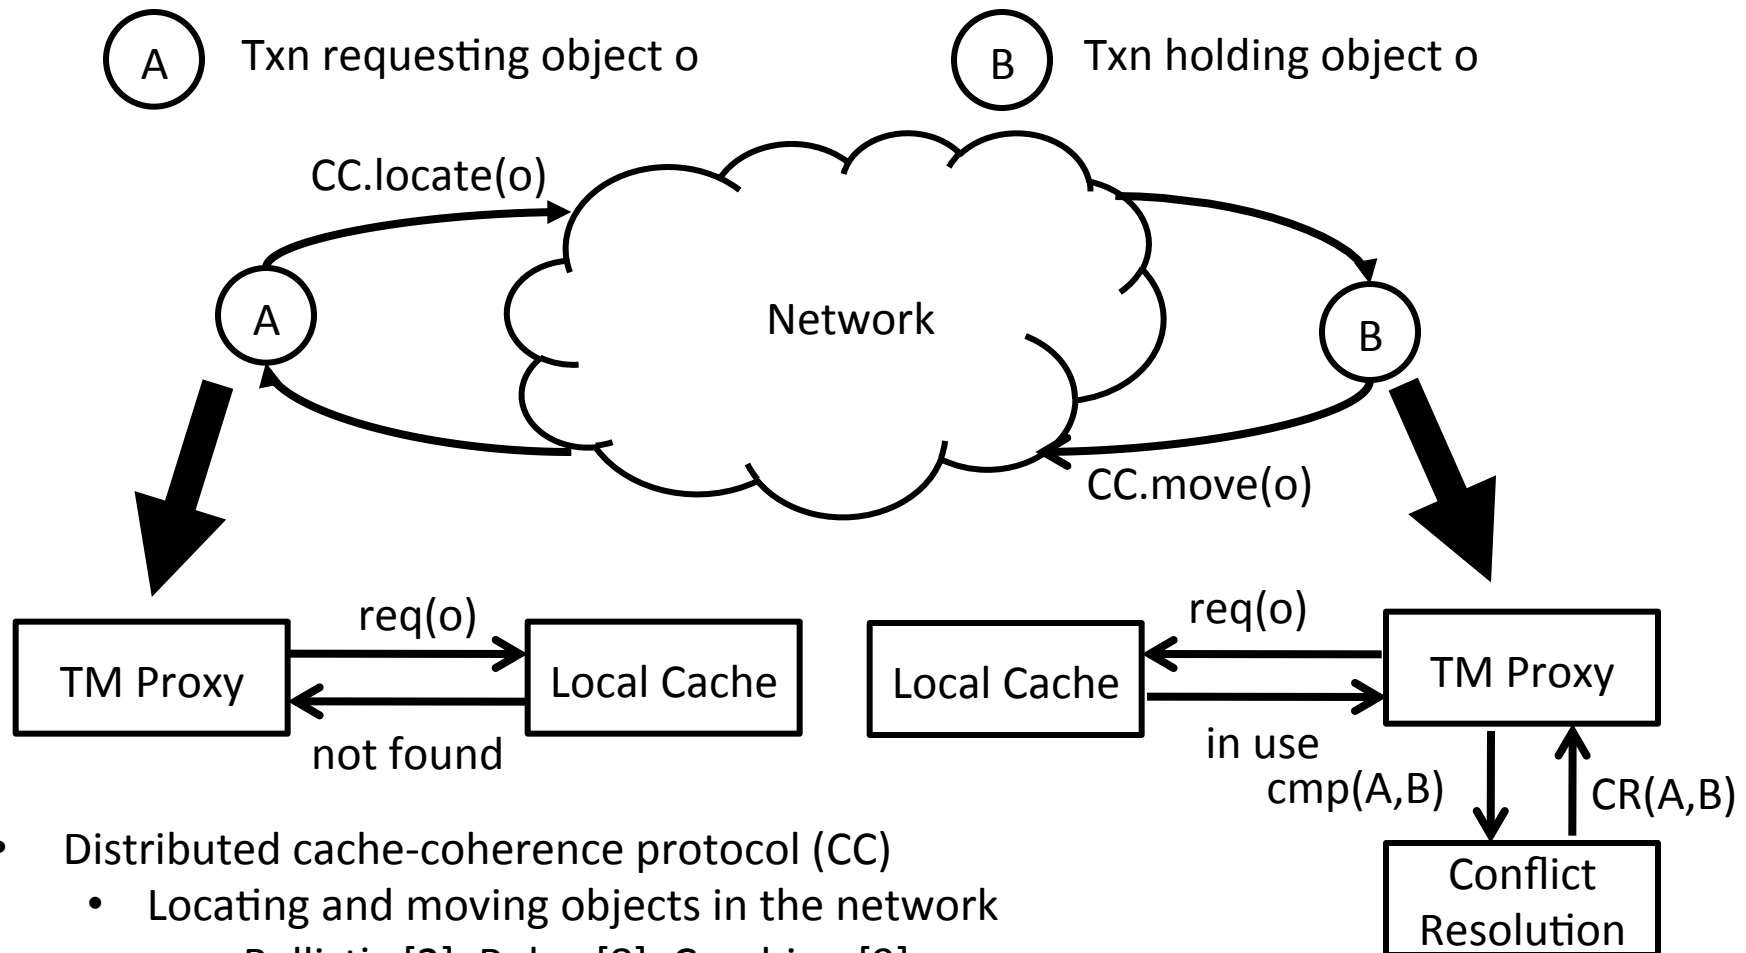 A
Txn requesting object o
B
Txn holding object o
CC.locate(o)
A
Network
B
CC.move(o)
req(o)
TM Proxy
Local Cache
not found
req(o)
Local Cache
TM Proxy
in use
cmp(A,B)
CR(A,B)
Conflict
Resolution
• Distributed cache-coherence protocol (CC)
• Locating and moving objects in the network